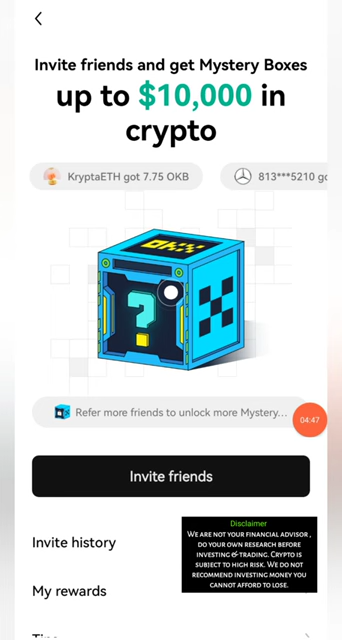 Invite friends and get Mystery Boxes
up to $10,000 in
crypto
KryptaETH got 7.75 OKB
813***5210 go
?
Refer more friends to unlock more Mystery...
04:47
Invite friends
Invite history
My rewards
Disclaimer
We are not your financial advisor,
do your own research before
investing & trading. Crypto is
subject to high risk. We do not
recommend investing money you
cannot afford to lose.